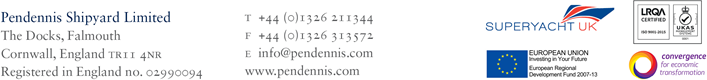 Pendennis Shipyard Limited
The Docks, Falmouth
Cornwall, England TR11 4NR
Registered in England no. 02990094
T +44 (0)1326 211344
F +44 (0)1326 313572
E info@pendennis.com
www.pendennis.com
SUPERYACHT UK
LRQA
CERTIFIED
ISO 9001:2015
UKAS
MANAGEMENT
SYSTEMS
EUROPEAN UNION
Investing in Your Future
European Regional
Development Fund 2007-13
convergence
for economic
transformation